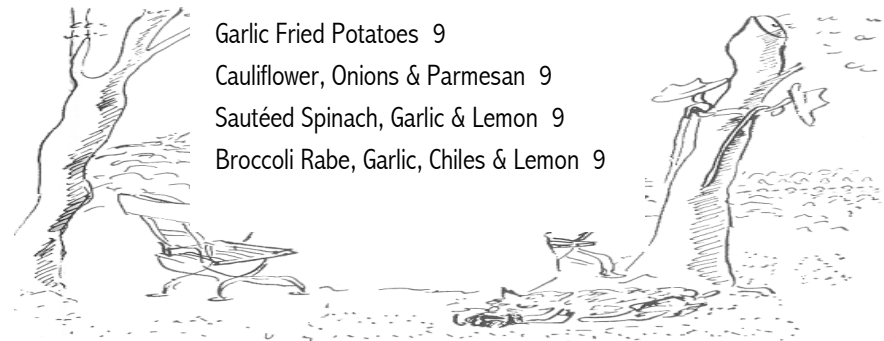 Garlic Fried Potatoes 9
Cauliflower, Onions & Parmesan 9
Sautéed Spinach, Garlic & Lemon 9
Broccoli Rabe, Garlic, Chiles & Lemon 9